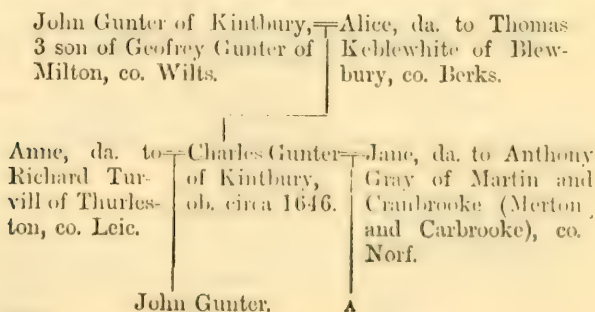 John Gunter of Kintbury,
3 son of Geofrey Gunter of
Milton, co. Wilts.
Alice, da. to Thomas
Keblewhite of Blew-
bury, co. Berks.
Anne, da. to
Richard Tur-
vill of Thurles-
ton, co. Leic.
Charles Gunter
of Kintbury,
ob. circa 1646.
Jane, da. to Anthony
Gray of Martin and
Cranbrooke (Merton
and Carbrooke), co.
Norf.
John Gunter.
A